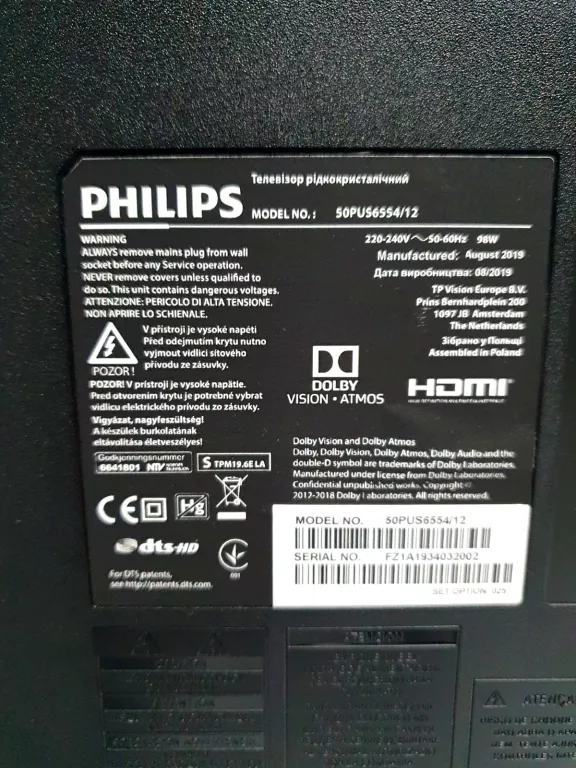 Телевізор рідкокристалічний
PHILIPS MODEL NO. : 50PUS6554/12
WARNING
ALWAYS remove mains plug from wall
socket before any Service operation.
NEVER remove covers unless qualified to
do so. This unit contains dangerous voltages.
ATTENZIONE: PERICOLO DI ALTA TENSIONE.
NON APRIRE LO SCHIENALE.
V přístroji je vysoké napětí
Před odejmutím krytu nutno
vyjmout vidlici síťového
přívodu ze zásuvky.
POZOR !
POZOR! V prístroji je vysoké napätie.
Pred otvorením krytu je potrebné vybrat
vidlicu elektrického prívodu zo zásuvky.
Vigyázat, nagyfeszültség!
A készülek burkolatának
eltávolítása életveszélyes!
220-240V~50-60Hz 98W
Manufactured: August 2019
Дата виробництва: 08/2019
TP Vision Europe B.V.
Prins Bernhardplein 200
1097 JB Amsterdam
The Netherlands
Зібрано у Польщі
Assembled in Poland
DOLBY
VISION • ATMOS
HDMI
Godkjenningsnummer
6641801 NTV
S TPM19.6E LA
CE Hg
dts-HD
091
For DTS patents,
see http://patents.dts.com.
Dolby Vision and Dolby Atmos
Dolby, Dolby Vision, Dolby Atmos, Dolby Audio and the
double-D symbol are trademarks of Dolby Laboratories.
Manufactured under license from Dolby Laboratories.
Confidential unpublished works. Copyright ©
2012-2018 Dolby Laboratories. All rights reserved.
MODEL NO. 50PUS6554/12
SERIAL NO. FZ1A1934032002
SET OPTION 025
ATTENTION